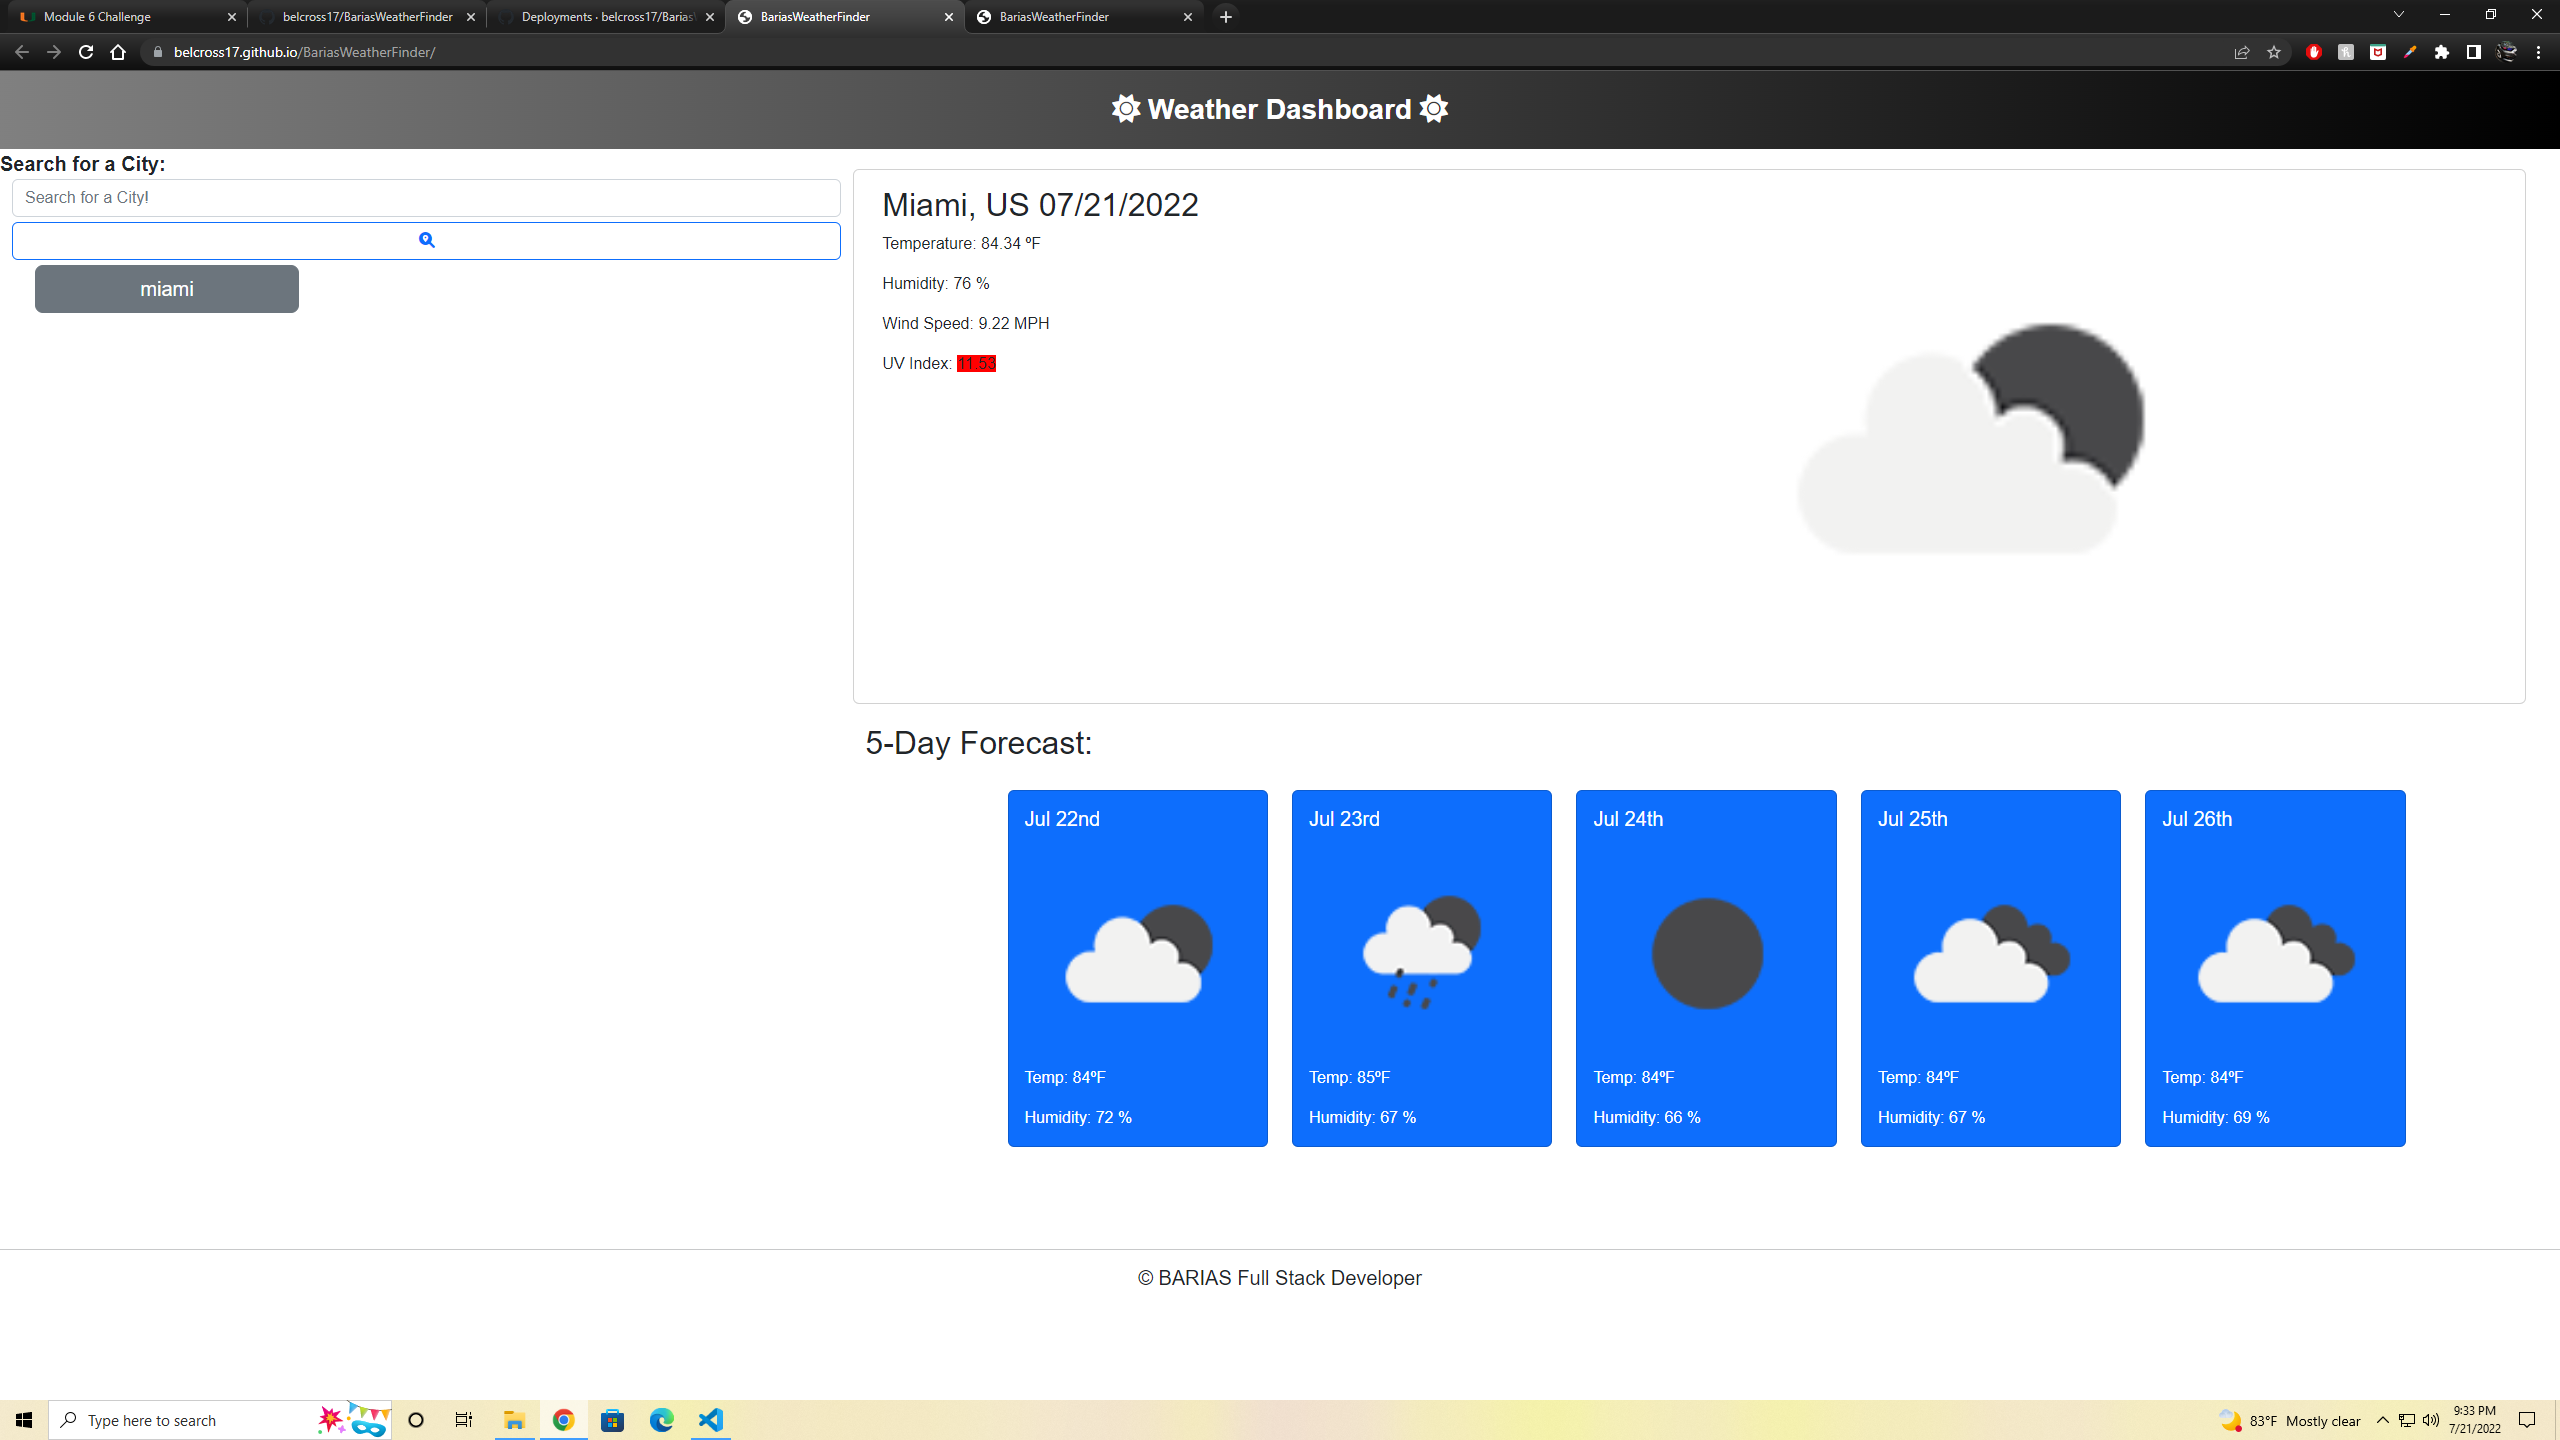 Module 6 Challenge
belcross17/BariasWeatherFinder
Deployments · belcross17/Barias
BariasWeatherFinder
BariasWeatherFinder
belcross17.github.io/BariasWeatherFinder/
Weather Dashboard
Search for a City:
Search for a City!
miami
Miami, US 07/21/2022
Temperature: 84.34 ºF
Humidity: 76 %
Wind Speed: 9.22 MPH
UV Index: 11.53
5-Day Forecast:
Jul 22nd
Temp: 84ºF
Humidity: 72 %
Jul 23rd
Temp: 85ºF
Humidity: 67 %
Jul 24th
Temp: 84ºF
Humidity: 66 %
Jul 25th
Temp: 84ºF
Humidity: 67 %
Jul 26th
Temp: 84ºF
Humidity: 69 %
© BARIAS Full Stack Developer
Type here to search
83°F Mostly clear
9:33 PM
7/21/2022